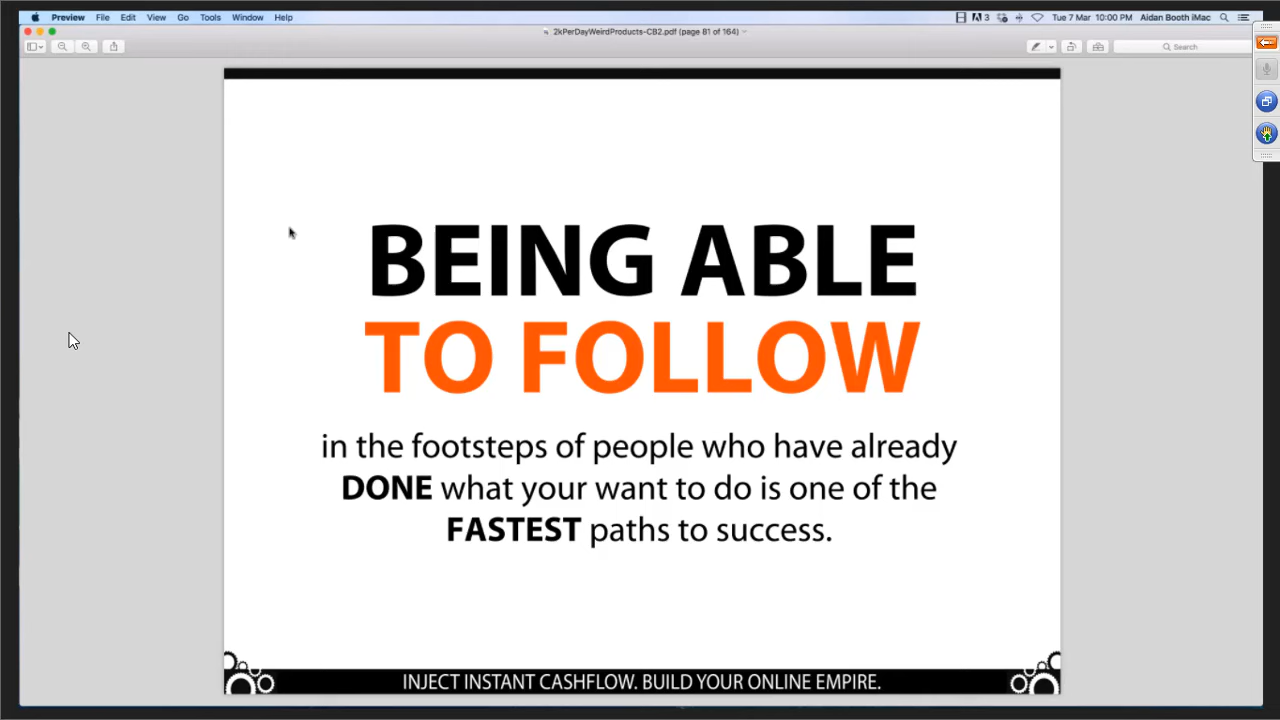 Preview File Edit View Go Tools Window Help
3 Tue 7 Mar 10:00 PM Aidan Booth iMac
2kPerDayWeirdProducts-CB2.pdf (page 81 of 164)
Search
BEING ABLE
TO FOLLOW
in the footsteps of people who have already
DONE what your want to do is one of the
FASTEST paths to success.
INJECT INSTANT CASHFLOW. BUILD YOUR ONLINE EMPIRE.